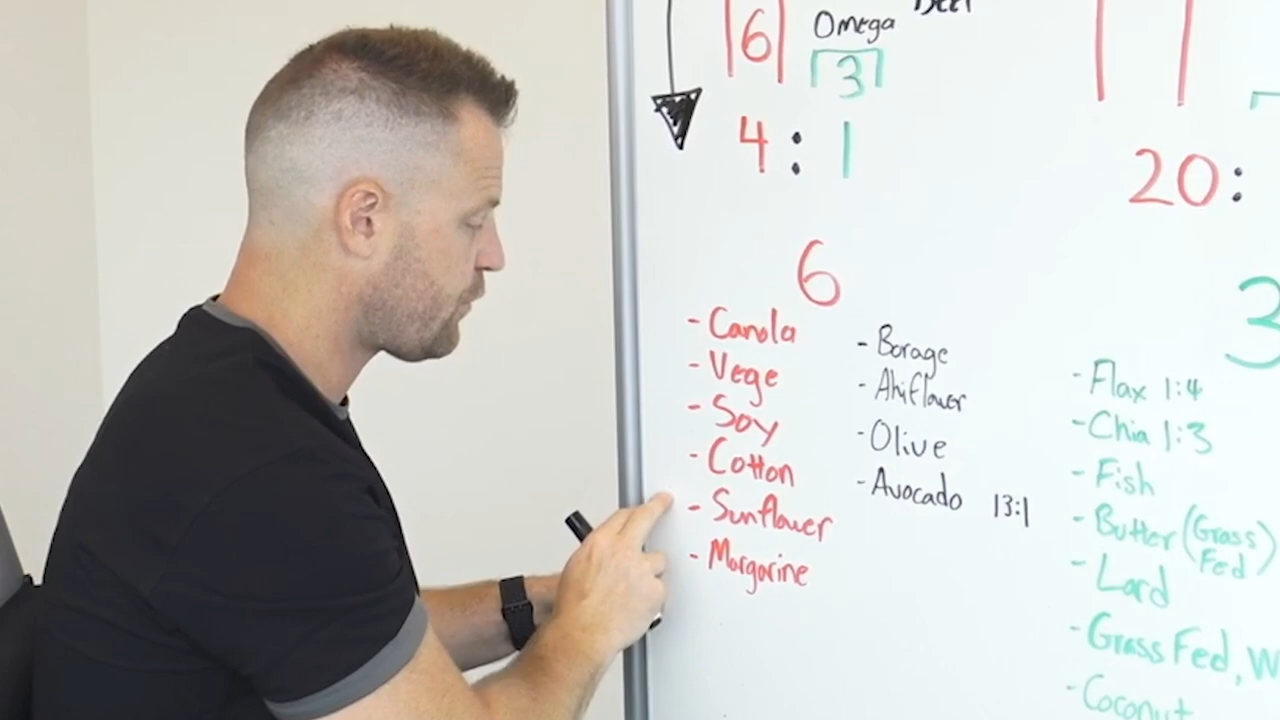 Beef
6
Omega
3
4 : 1
20:
6
- Canola
- Vege
- Soy
- Cotton
- Sunflower
- Margarine
- Borage
- Ahiflower
- Olive
- Avocado 13:1
3
- Flax 1:4
- Chia 1:3
- Fish
- Butter (Grass Fed)
- Lard
- Grass Fed, W
- Coconut